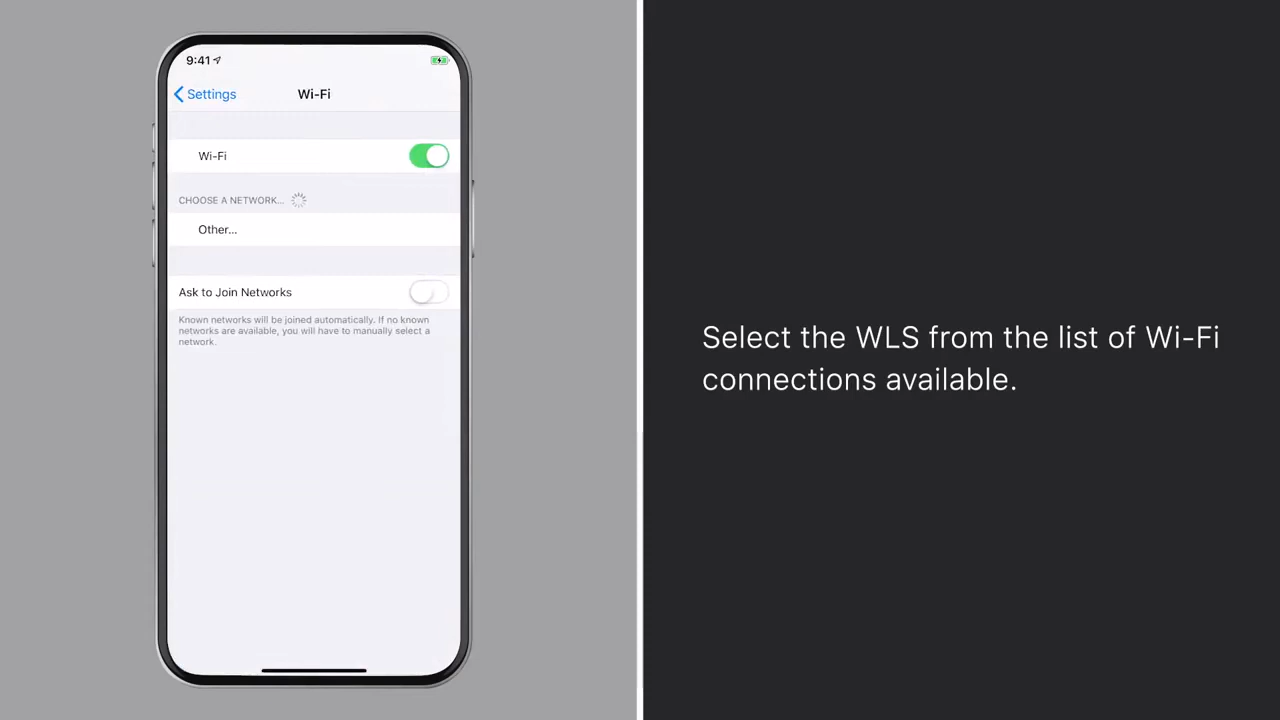 9:41
Settings
Wi-Fi
Wi-Fi
CHOOSE A NETWORK...
Other...
Ask to Join Networks
Known networks will be joined automatically. If no known
networks are available, you will have to manually select a
network.
Select the WLS from the list of Wi-Fi
connections available.